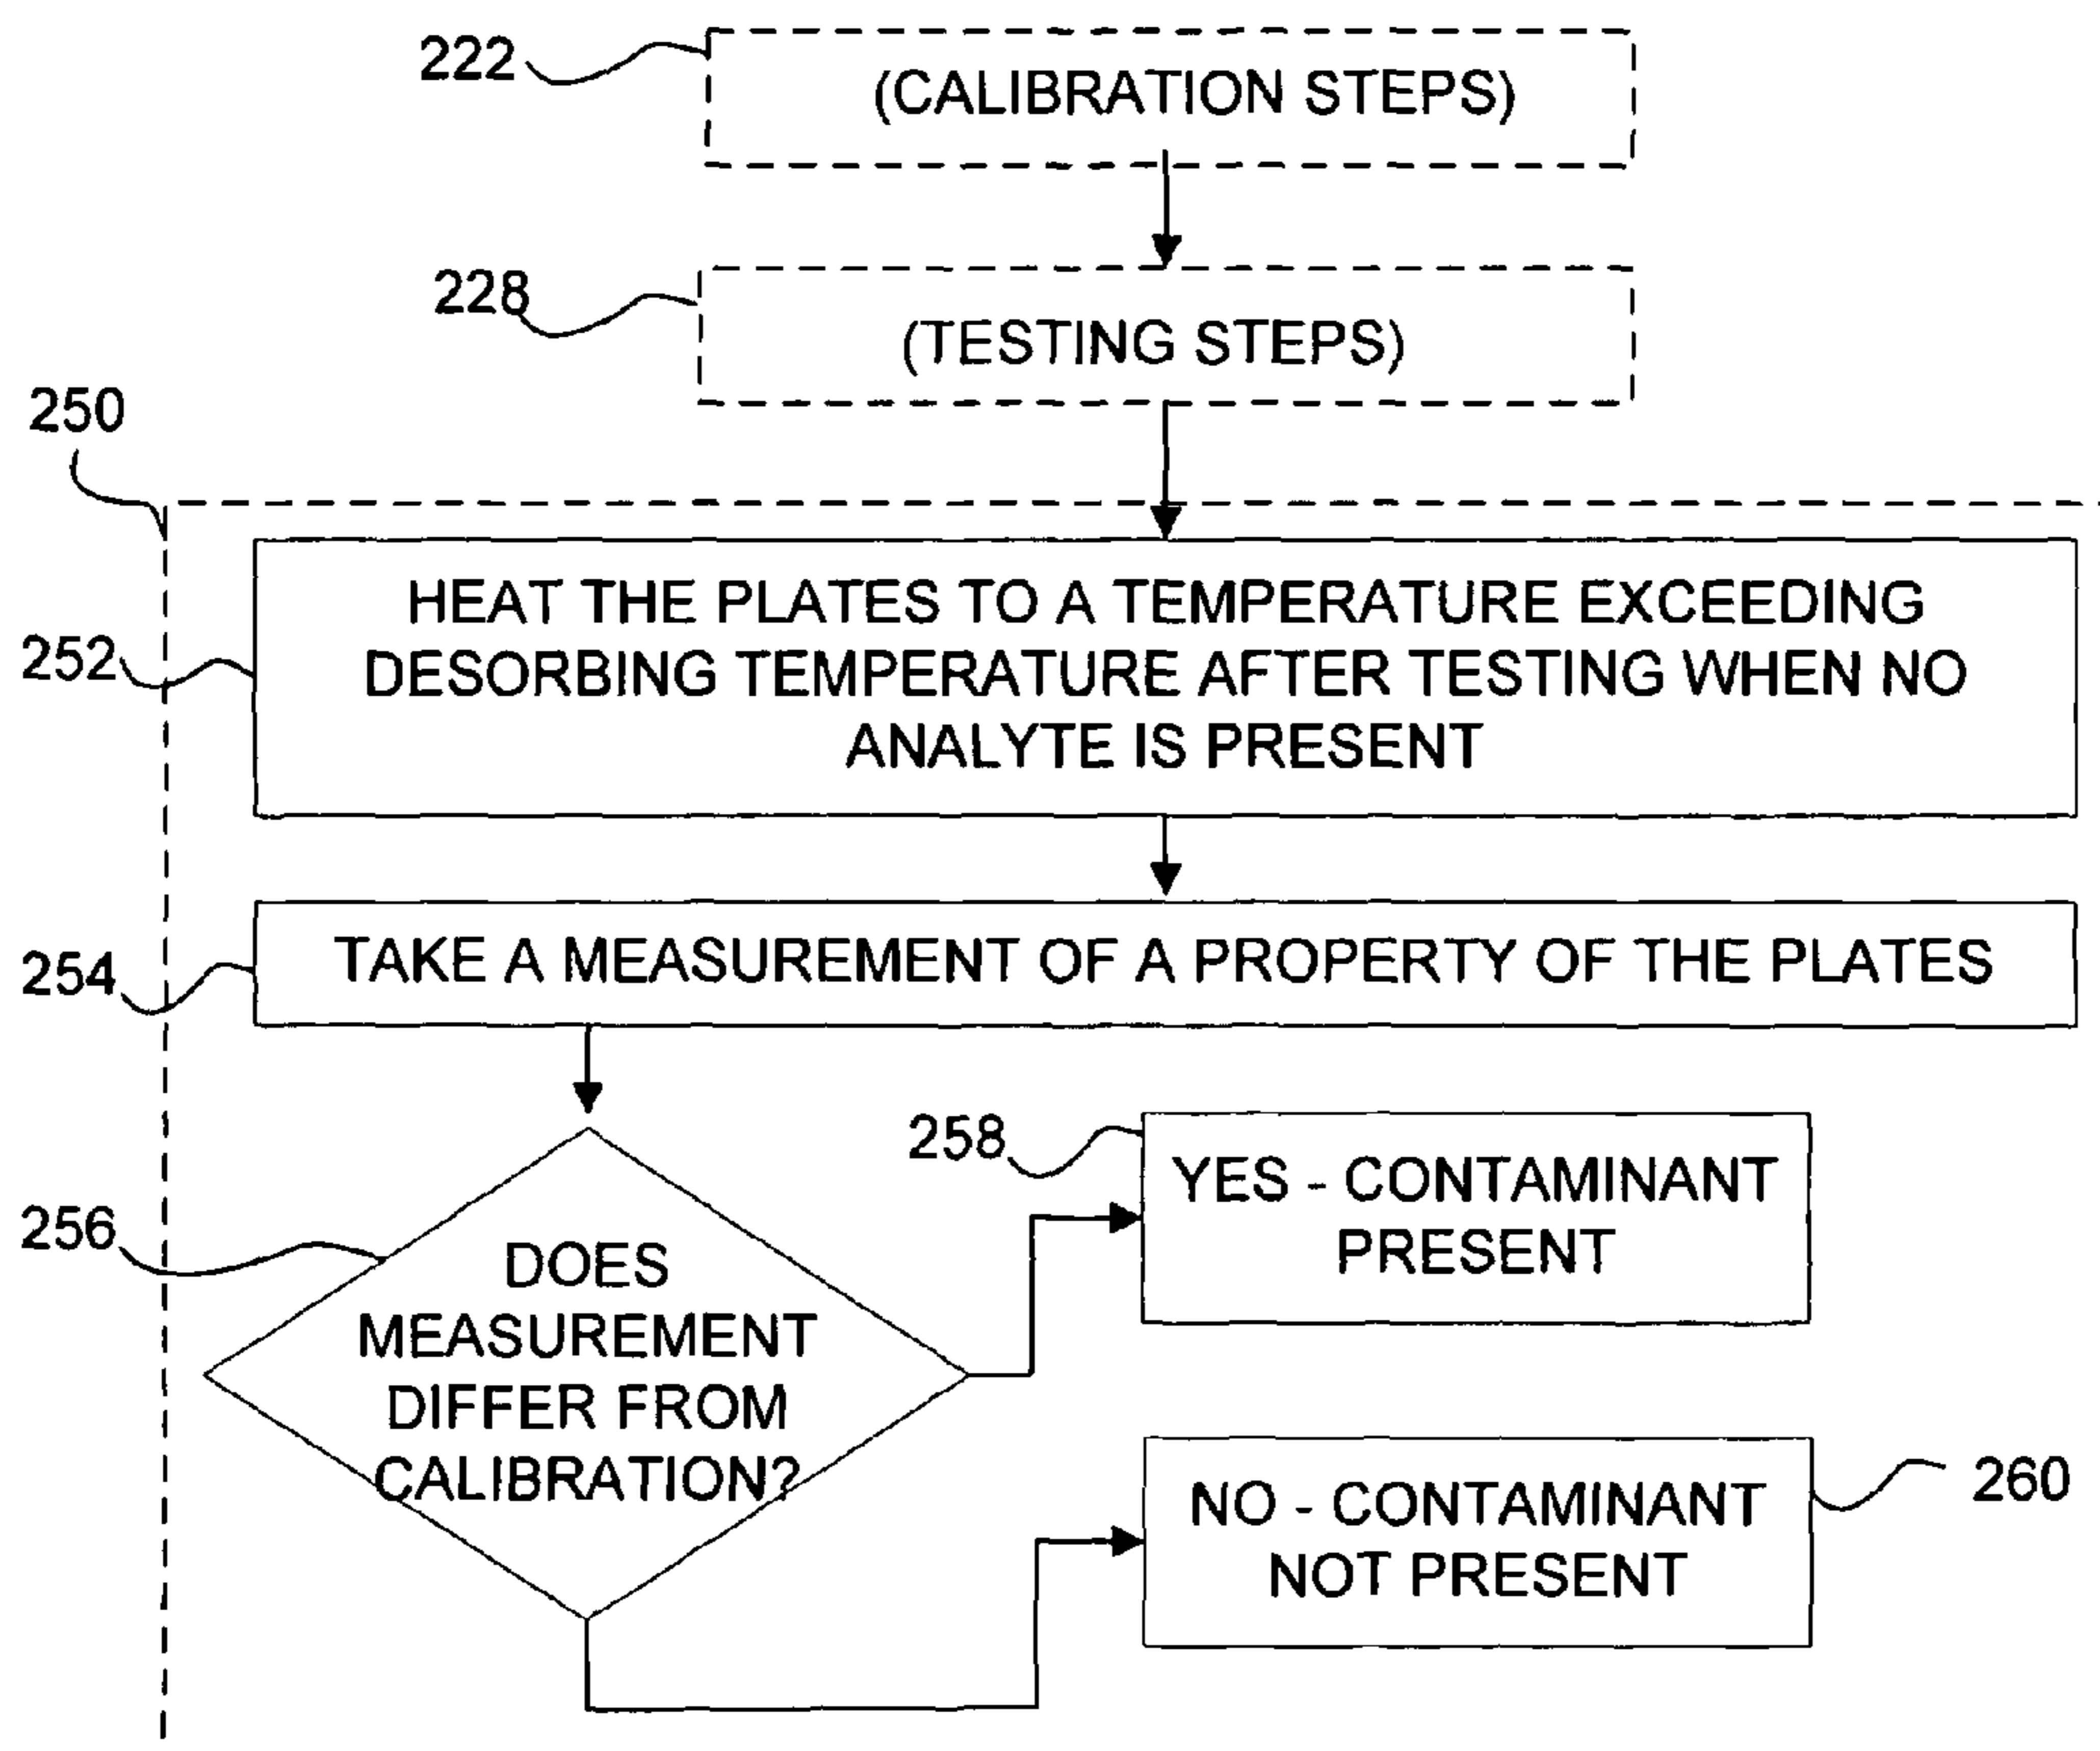 222
(CALIBRATION STEPS)
228
(TESTING STEPS)
250
252
HEAT THE PLATES TO A TEMPERATURE EXCEEDING
DESORBING TEMPERATURE AFTER TESTING WHEN NO
ANALYTE IS PRESENT
254
TAKE A MEASUREMENT OF A PROPERTY OF THE PLATES
256
DOES
MEASUREMENT
DIFFER FROM
CALIBRATION?
258
YES - CONTAMINANT
PRESENT
260
NO - CONTAMINANT
NOT PRESENT